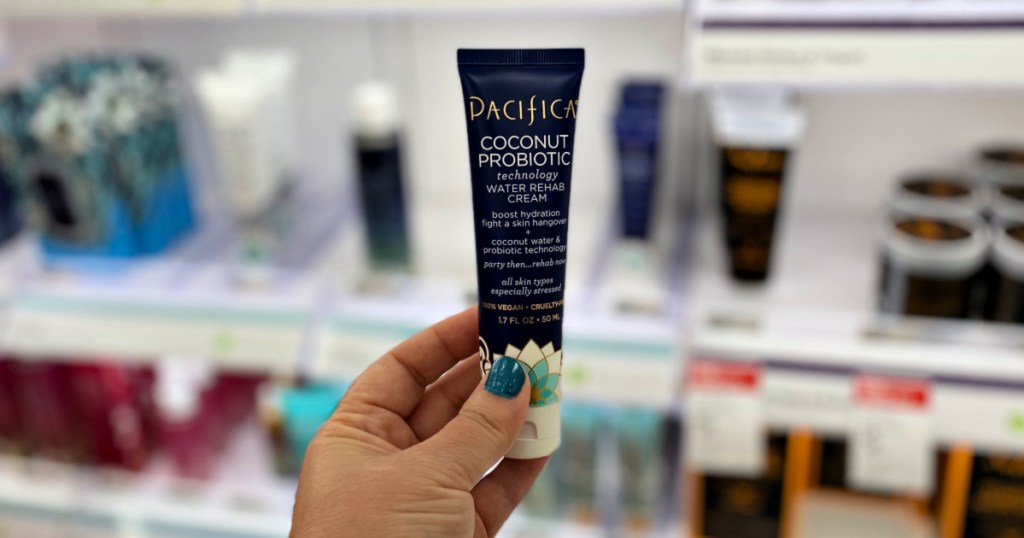 PACIFICA
COCONUT
PROBIOTIC
technology
WATER REHAB
CREAM
boost hydration
fight a skin hangover
+
coconut water &
probiotic technology
party then...rehab now
all skin types
especially stressed
100% VEGAN • CRUELTY-F
1.7 FL OZ • 50 ML